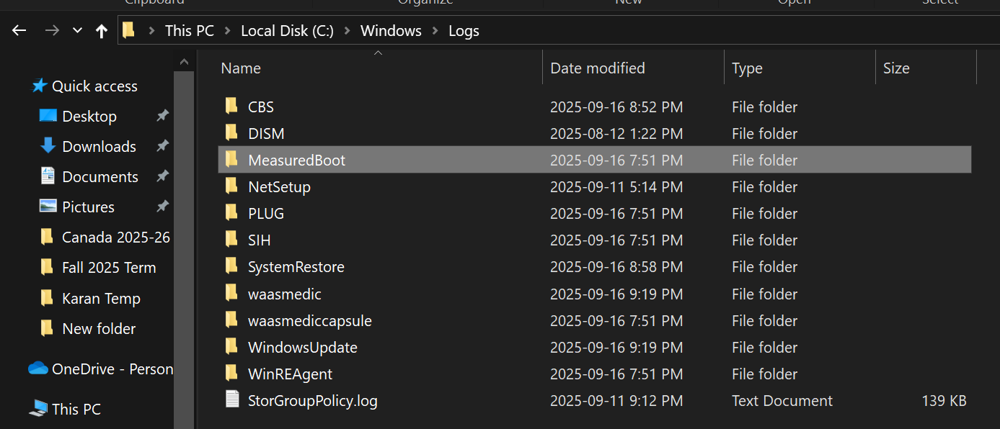 Clipboard Organize New Open Select
This PC Local Disk (C:) Windows Logs
Name Date modified Type Size
Quick access
Desktop
Downloads
Documents
Pictures
Canada 2025-26
Fall 2025 Term
Karan Temp
New folder
OneDrive - Person
This PC
CBS 2025-09-16 8:52 PM File folder
DISM 2025-08-12 1:22 PM File folder
MeasuredBoot 2025-09-16 7:51 PM File folder
NetSetup 2025-09-11 5:14 PM File folder
PLUG 2025-09-16 7:51 PM File folder
SIH 2025-09-16 7:51 PM File folder
SystemRestore 2025-09-16 8:58 PM File folder
waasmedic 2025-09-16 9:19 PM File folder
waasmediccapsule 2025-09-16 7:51 PM File folder
WindowsUpdate 2025-09-16 9:19 PM File folder
WinREAgent 2025-09-16 7:51 PM File folder
StorGroupPolicy.log 2025-09-11 9:12 PM Text Document 139 KB